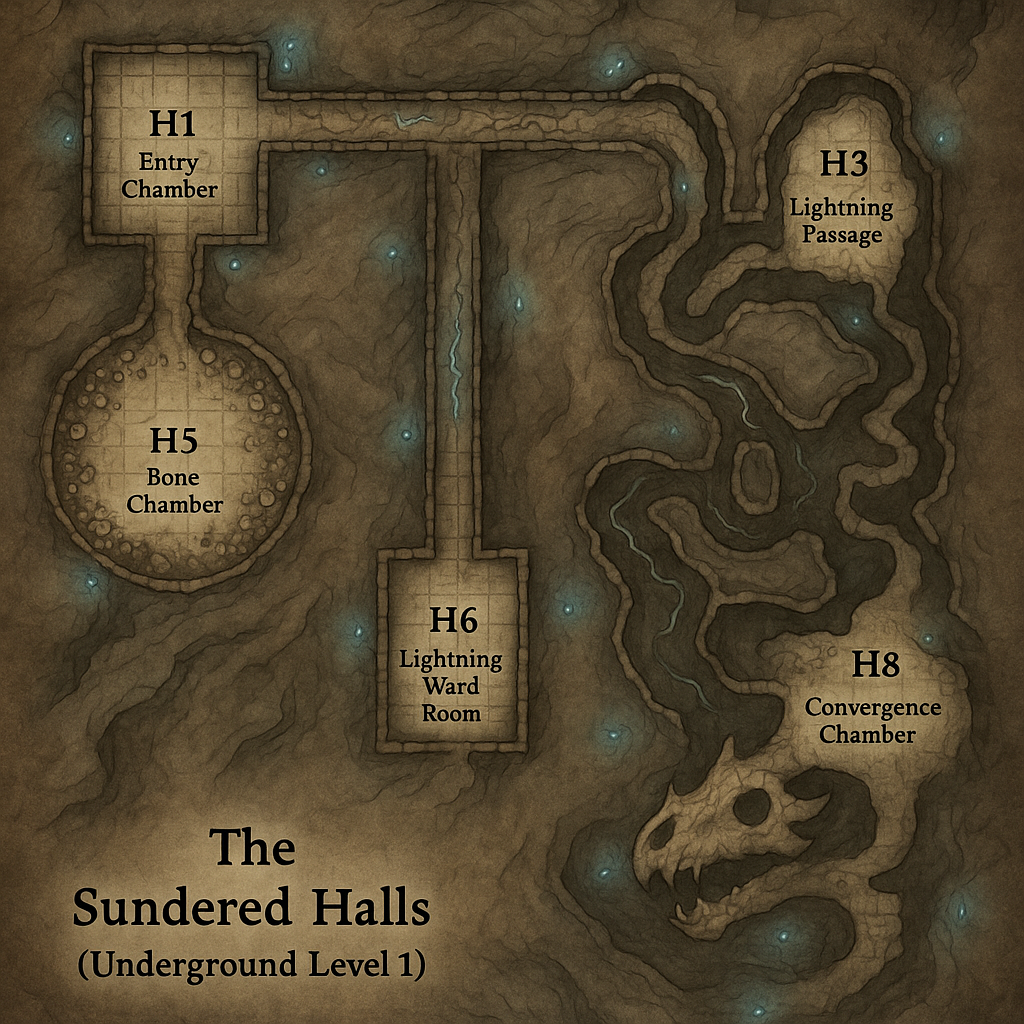 H1
Entry
Chamber
H3
Lightning
Passage
H5
Bone
Chamber
H6
Lightning
Ward
Room
H8
Convergence
Chamber
The
Sundered Halls
(Underground Level 1)